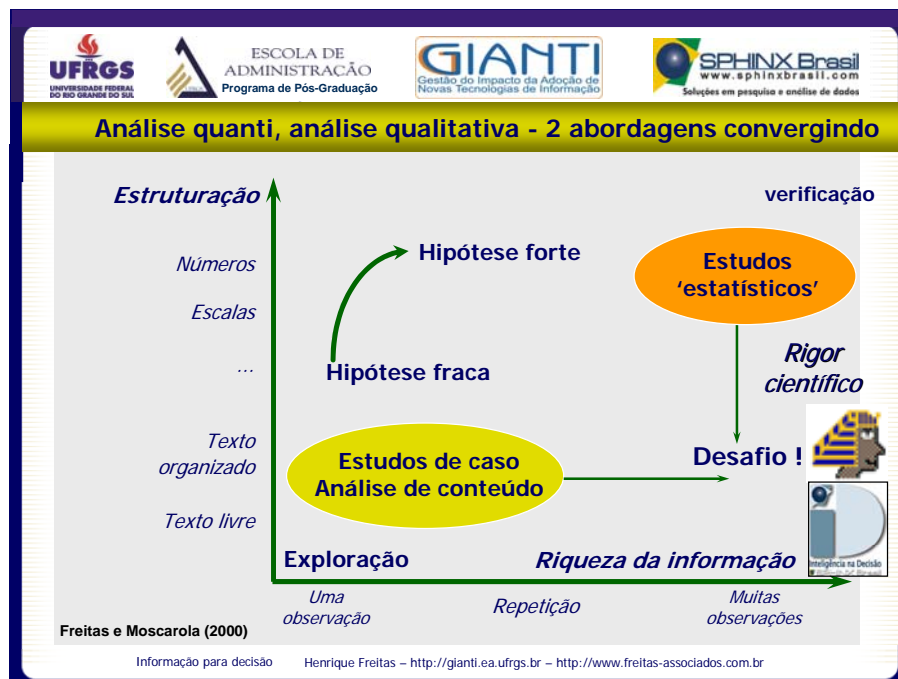 UFRGS
UNIVERSIDADE FEDERAL
DO RIO GRANDE DO SUL
ESCOLA DE
ADMINISTRAÇÃO
Programa de Pós-Graduação
GIANTI
Gestão do Impacto da Adoção de
Novas Tecnologias de Informação
SPHINX Brasil
www.sphinxbrasil.com
Soluções em pesquisa e análise de dados
Análise quanti, análise qualitativa - 2 abordagens convergindo
Estruturação
verificação
Números
Hipótese forte
Estudos
‘estatísticos’
Escalas
Rigor
científico
...
Hipótese fraca
Texto
organizado
Estudos de caso
Análise de conteúdo
Desafio !
Texto livre
iD
Inteligência na Decisão
Exploração
Riqueza da informação
Uma
observação
Repetição
Muitas
observações
Freitas e Moscarola (2000)
Informação para decisão
Henrique Freitas – http://gianti.ea.ufrgs.br – http://www.freitas-associados.com.br